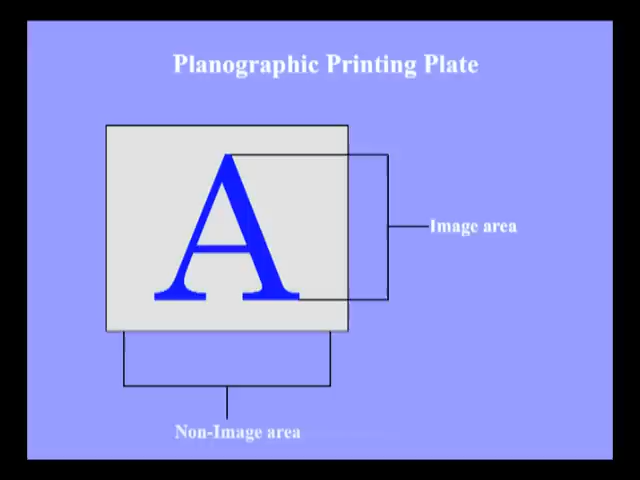 Planographic Printing Plate
A
Image area
Non-Image area